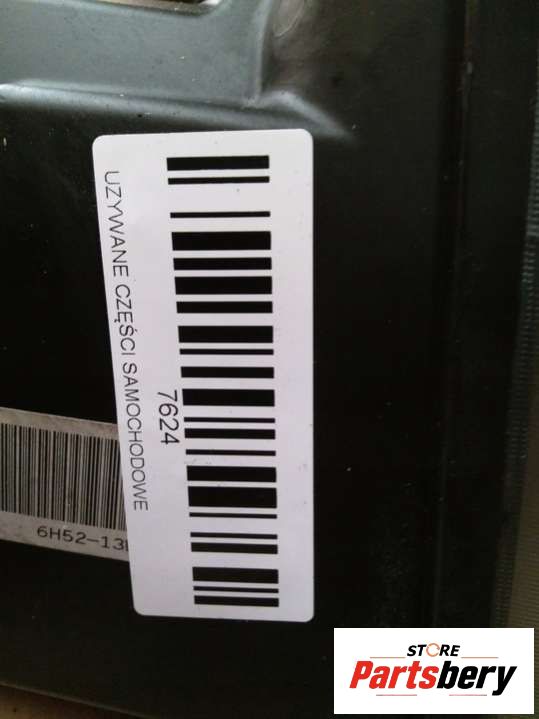 UZYWANE CZĘŚCI SAMOCHODOWE
7624
6H52-13
STORE
Partsbery